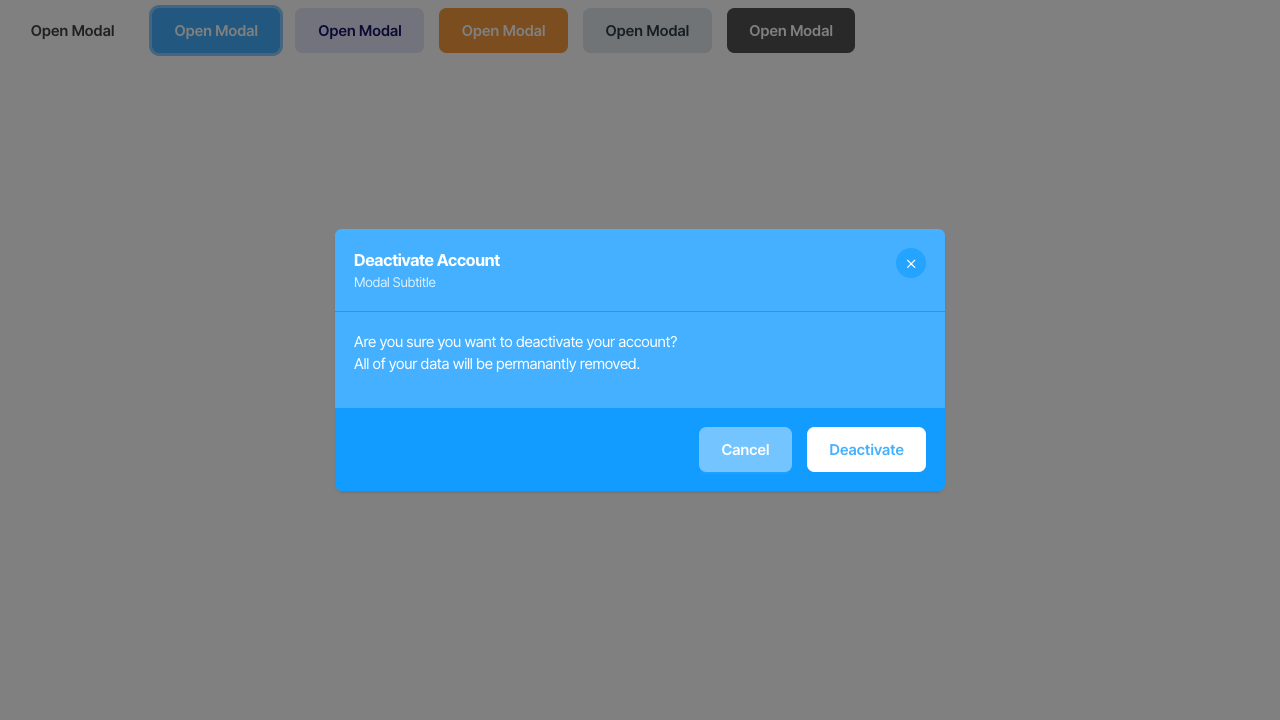 Open Modal Open Modal Open Modal Open Modal Open Modal Open Modal
Deactivate Account
Modal Subtitle
Are you sure you want to deactivate your account?
All of your data will be permanantly removed.
Cancel Deactivate